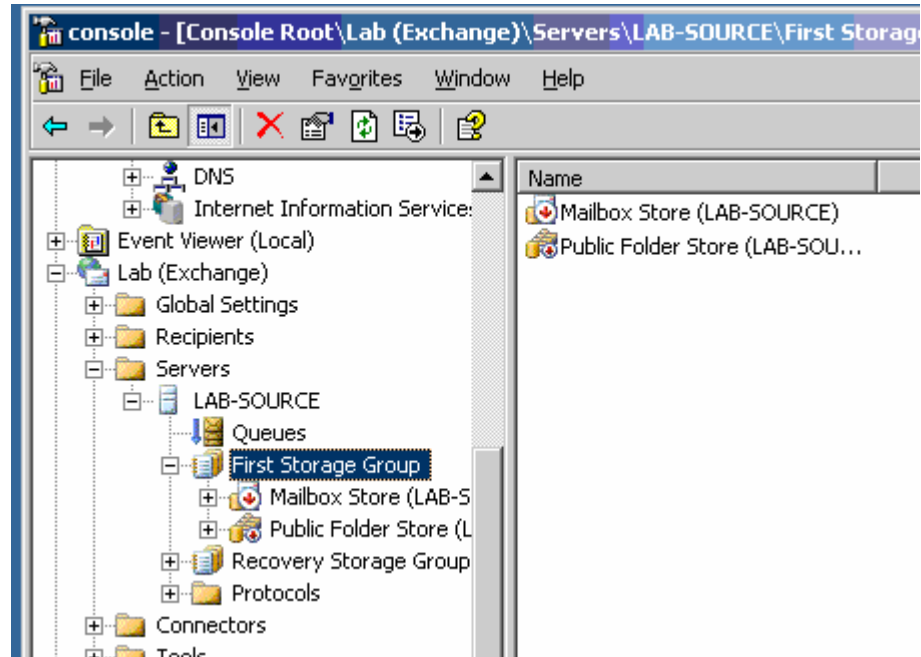 console - [Console Root\Lab (Exchange)\Servers\LAB-SOURCE\First Storag
File Action View Favorites Window Help
DNS
Internet Information Service
Event Viewer (Local)
Lab (Exchange)
Global Settings
Recipients
Servers
LAB-SOURCE
Queues
First Storage Group
Mailbox Store (LAB-S
Public Folder Store (L
Recovery Storage Group
Protocols
Connectors
Tools
Name
Mailbox Store (LAB-SOURCE)
Public Folder Store (LAB-SOU...